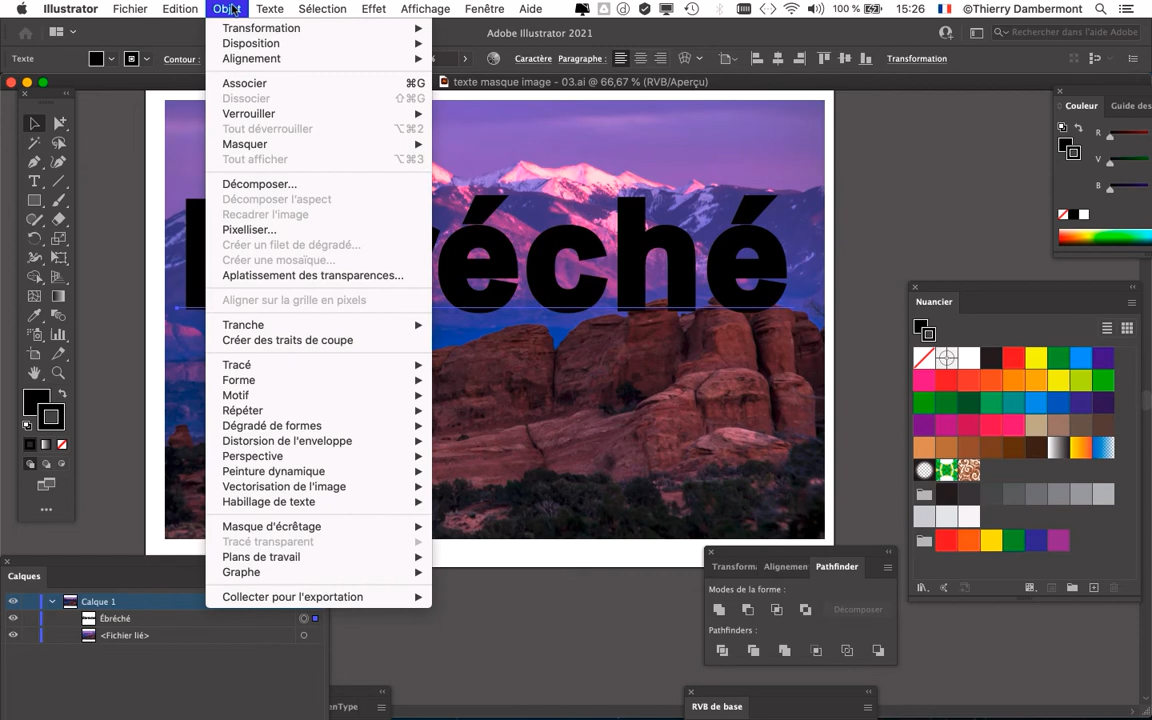 Illustrator Fichier Edition Objet Texte Sélection Effet Affichage Fenêtre Aide 100 % 15:26 ©Thierry Dambermont
Adobe Illustrator 2021
Rechercher dans l'aide Adobe
Texte Contour : % Caractère Paragraphe : Transformation
texte masque image - 03.ai @ 66,67 % (RVB/Aperçu)
Transformation
Disposition
Alignement
Associer ⌘G
Dissocier ⇧⌘G
Verrouiller
Tout déverrouiller ⌥⌘2
Masquer
Tout afficher ⌥⌘3
Décomposer...
Décomposer l'aspect
Recadrer l'image
Pixelliser...
Créer un filet de dégradé...
Créer une mosaïque...
Aplatissement des transparences...
Aligner sur la grille en pixels
Tranche
Créer des traits de coupe
Tracé
Forme
Motif
Répéter
Dégradé de formes
Distorsion de l'enveloppe
Perspective
Peinture dynamique
Vectorisation de l'image
Habillage de texte
Masque d'écrêtage
Tracé transparent
Plans de travail
Graphe
Collecter pour l'exportation
éché
Couleur Guide des
R
V
B
Nuancier
Transforma Alignemen Pathfinder
Modes de la forme :
Décomposer
Pathfinders :
Calques
Calque 1
Ébréché
<Fichier lié>
enType
RVB de base